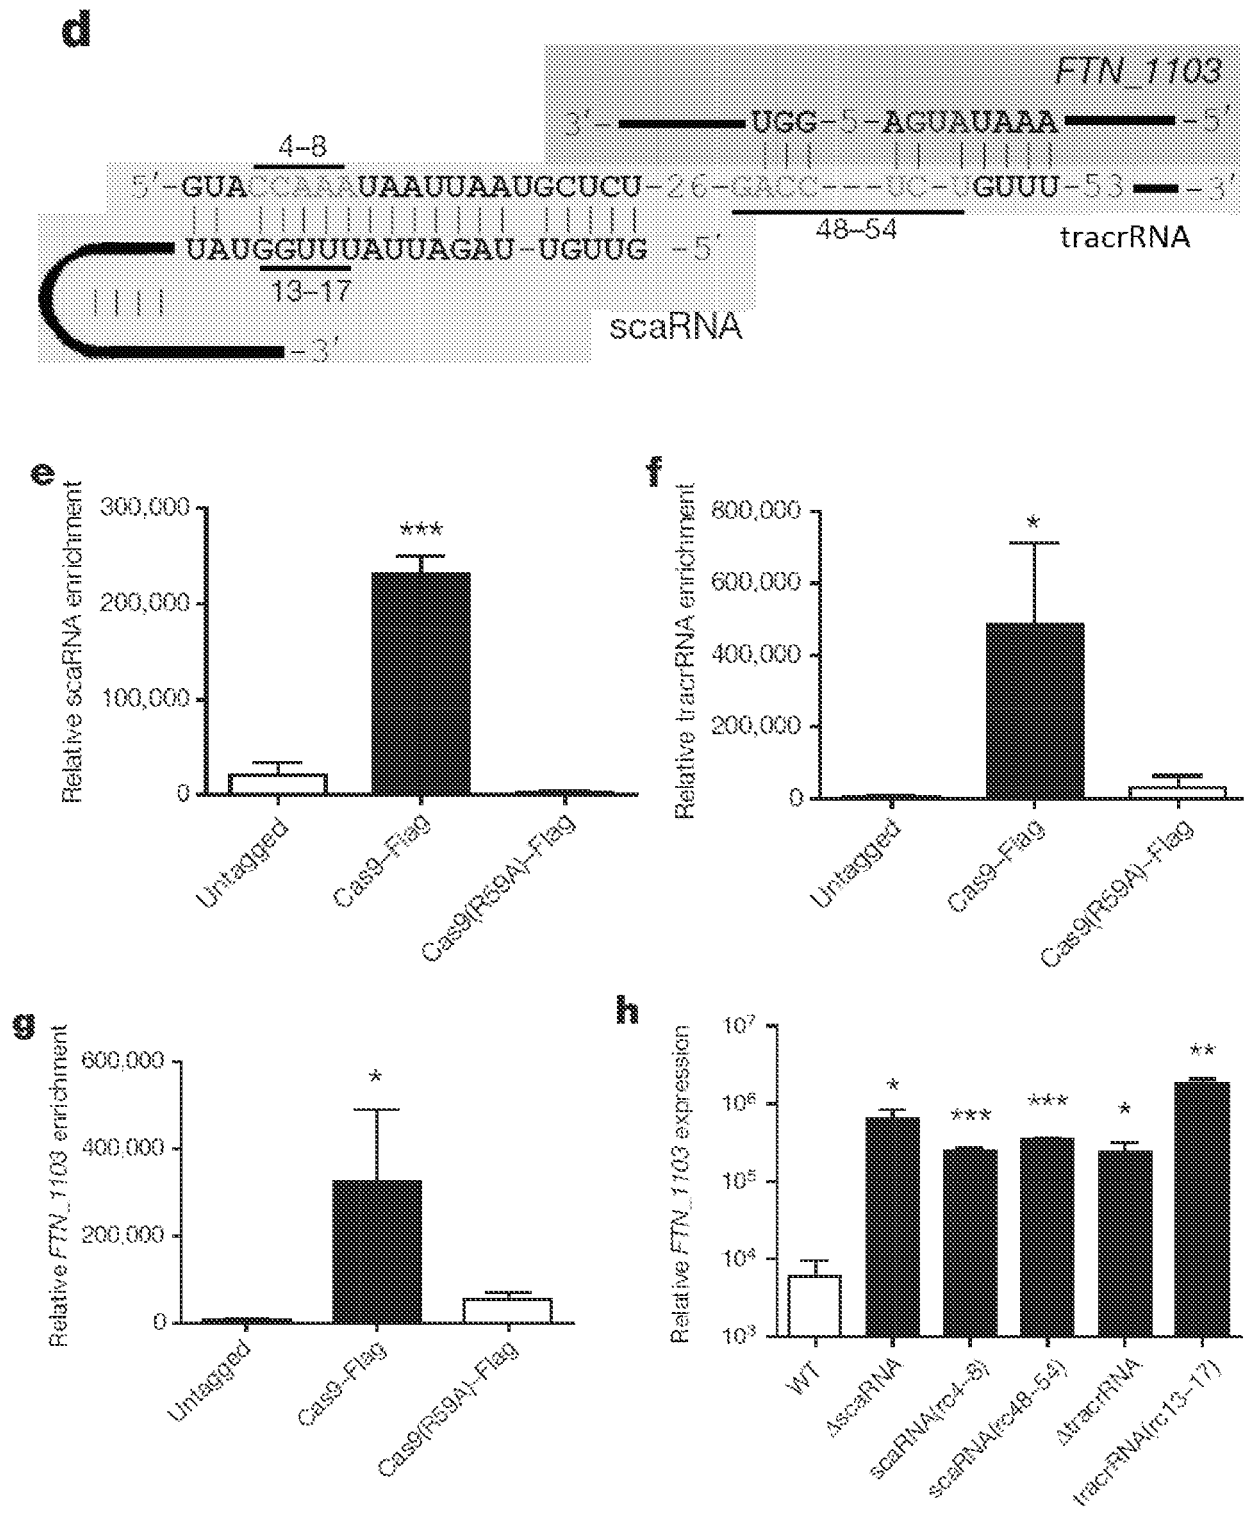 d
FTN_1103
3′-UGG-5-AGUAUAAA-5′
4–8
5′-GUACCAAAUAAUUAAUGCUCU-26-GACC---UC-UGUUU-53-3′
48–54
tracrRNA
UAUGGUUUAUUAGAU-UGUUG-5′
13–17
scaRNA
-3′
e
Relative scaRNA enrichment
300,000
***
200,000
100,000
0
Untagged
Cas9–Flag
Cas9(R59A)–Flag
f
Relative tracrRNA enrichment
800,000
*
600,000
400,000
200,000
0
Untagged
Cas9–Flag
Cas9(R59A)–Flag
g
Relative FTN_1103 enrichment
600,000
*
400,000
200,000
0
Untagged
Cas9–Flag
Cas9(R59A)–Flag
h
Relative FTN_1103 expression
10⁷
10⁶
10⁵
10⁴
10³
*
***
***
*
**
WT
ΔscaRNA
scaRNA(rc4–8)
scaRNA(rc48–54)
ΔtracrRNA
tracrRNA(rc13–17)